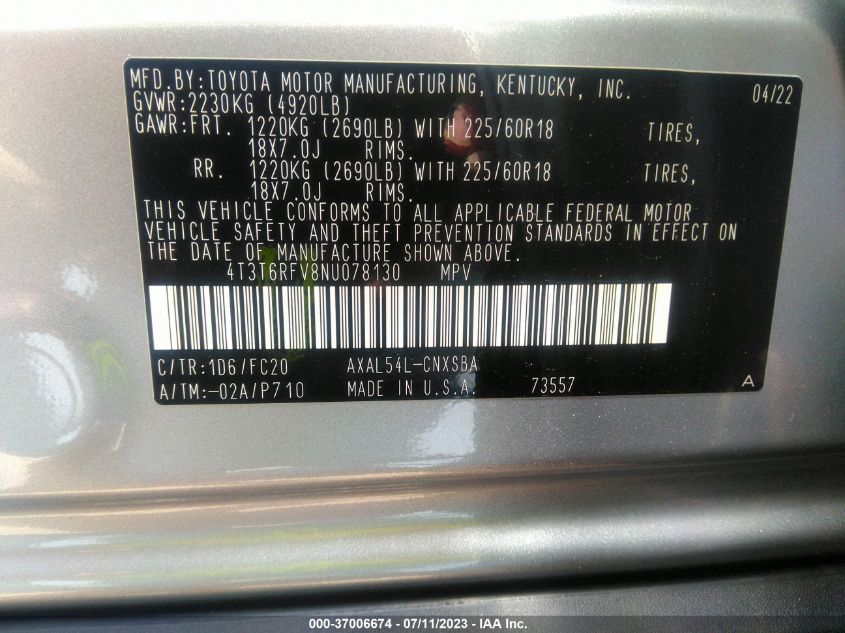 MFD.BY:TOYOTA MOTOR MANUFACTURING, KENTUCKY, INC. 04/22
GVWR:2230KG (4920LB)
GAWR:FRT. 1220KG (2690LB) WITH 225/60R18 TIRES,
18X7.0J RIMS.
RR. 1220KG (2690LB) WITH 225/60R18 TIRES,
18X7.0J RIMS.
THIS VEHICLE CONFORMS TO ALL APPLICABLE FEDERAL MOTOR
VEHICLE SAFETY AND THEFT PREVENTION STANDARDS IN EFFECT ON
THE DATE OF MANUFACTURE SHOWN ABOVE.
4T3T6RFV8NU078130 MPV
C/TR:1D6/FC20 AXAL54L-CNXSBA
A/TM:-02A/P710 MADE IN U.S.A. 73557 A
000-37006674 - 07/11/2023 - IAA Inc.